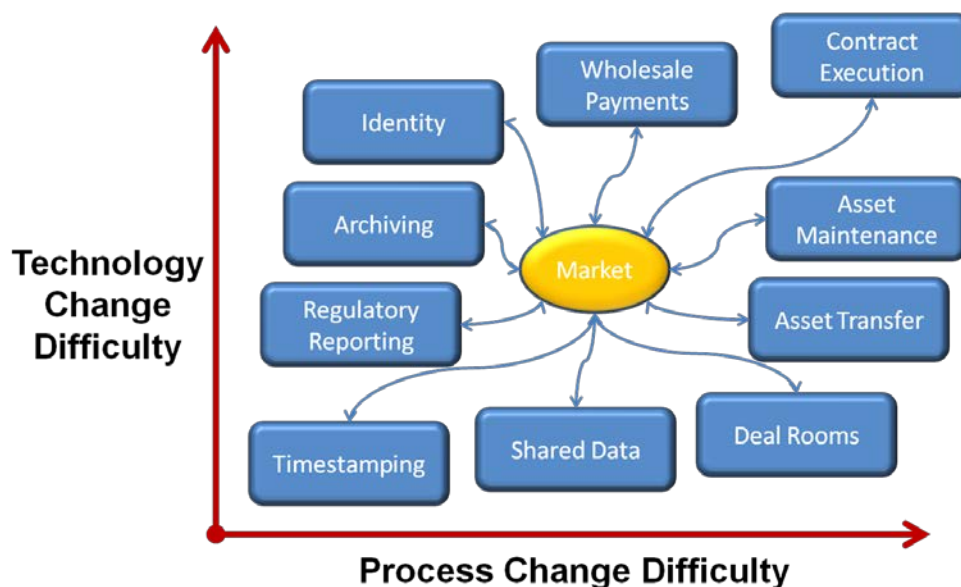 Contract
Execution
Wholesale
Payments
Identity
Archiving
Asset
Maintenance
Technology
Change
Difficulty
Market
Regulatory
Reporting
Asset Transfer
Timestamping
Shared Data
Deal Rooms
Process Change Difficulty